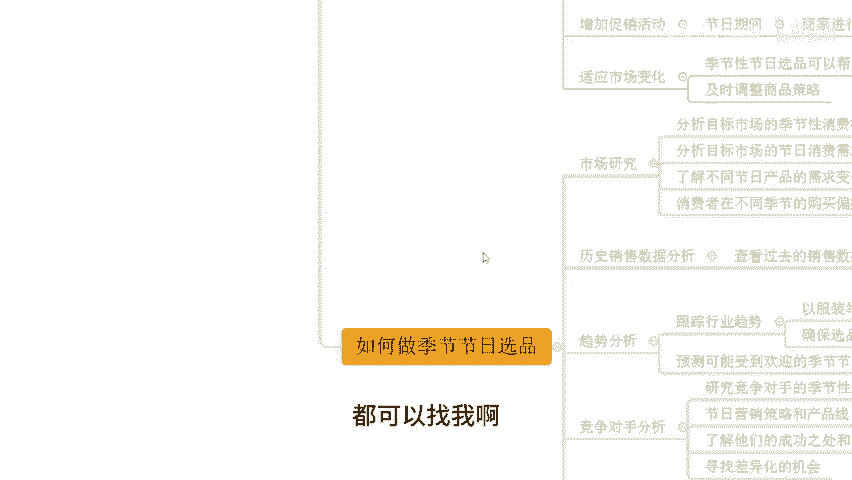 增加促销活动 节日期间 商家进行
适应市场变化 季节性节日选品可以帮
及时调整商品策略
市场研究 分析目标市场的季节性消费
分析目标市场的节日消费需
了解不同节日产品的需求变
消费者在不同季节的购买偏
历史销售数据分析 查看过去的销售数
趋势分析 跟踪行业趋势 以服装
确保选品
预测可能受到欢迎的季节节
如何做季节节日选品
竞争对手分析 研究竞争对手的季节性
节日营销策略和产品线
了解他们的成功之处和
寻找差异化的机会
都可以找我啊